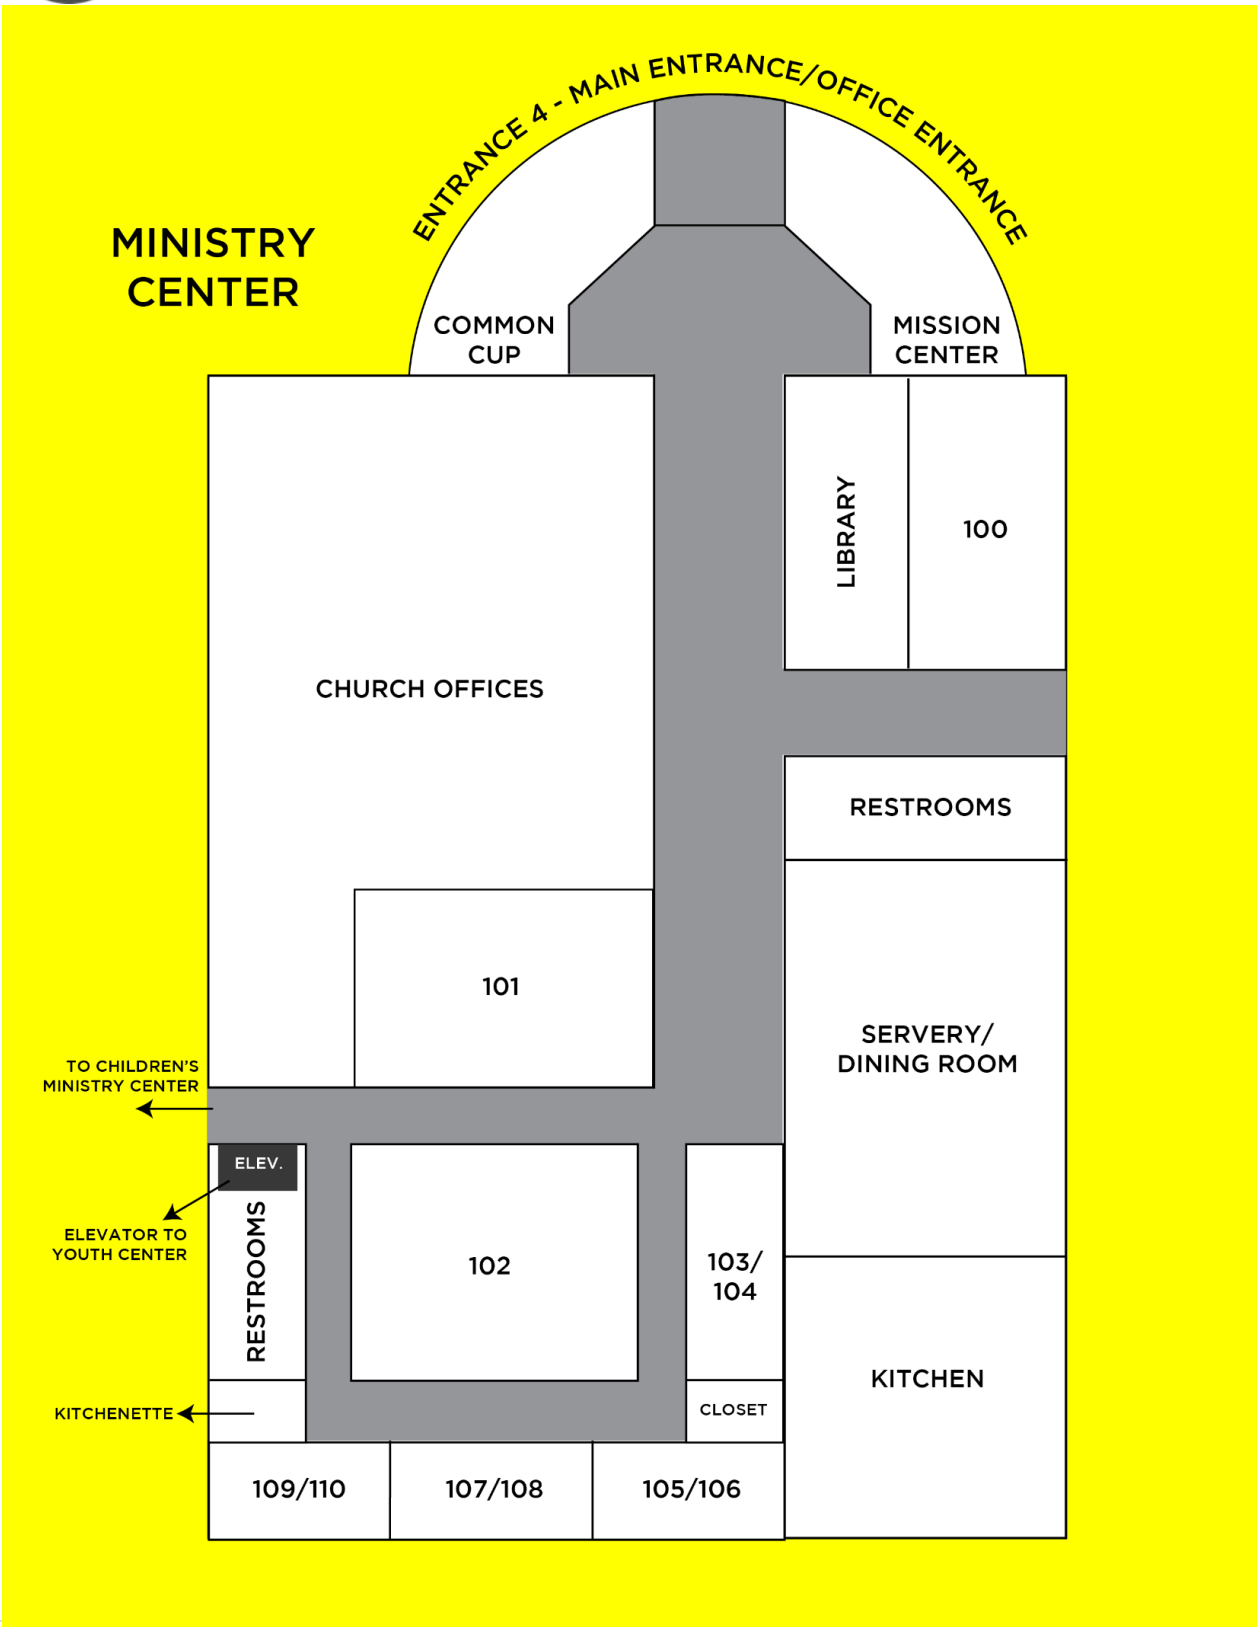 ENTRANCE 4 - MAIN ENTRANCE/OFFICE ENTRANCE
MINISTRY
CENTER
COMMON
CUP
MISSION
CENTER
LIBRARY
100
CHURCH OFFICES
RESTROOMS
101
SERVERY/
DINING ROOM
TO CHILDREN'S
MINISTRY CENTER
ELEV.
ELEVATOR TO
YOUTH CENTER
RESTROOMS
102
103/
104
KITCHEN
KITCHENETTE
CLOSET
109/110
107/108
105/106